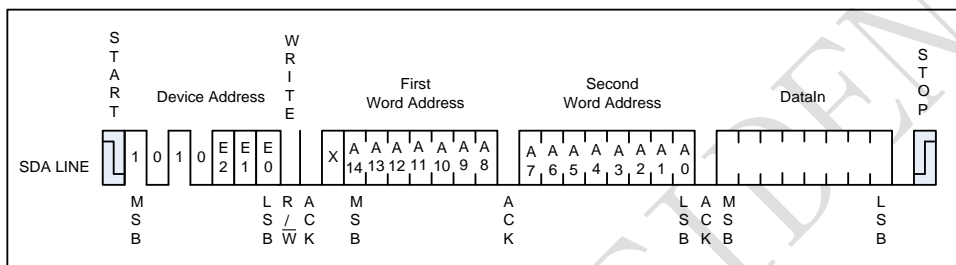 START
WRITE
STOP
Device Address
First
Word Address
Second
Word Address
DataIn
SDA LINE
1 0 1 0 E2 E1 E0
X A14 A13 A12 A11 A10 A9 A8
A7 A6 A5 A4 A3 A2 A1 A0
MSB
LSB
R/W
ACK
MSB
ACK
LSB
ACK
MSB
LSB
SIDEN